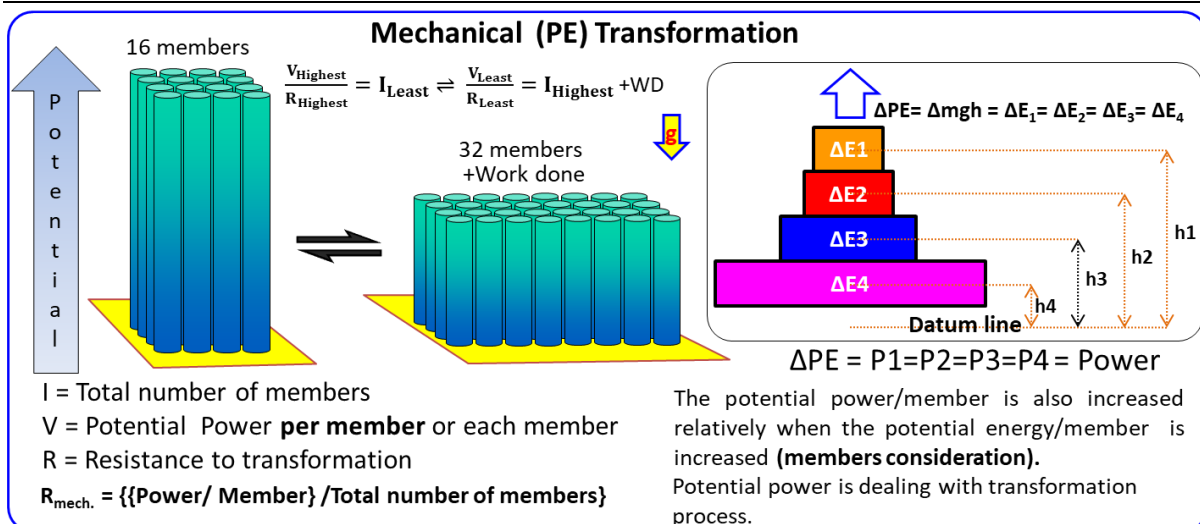 Mechanical (PE) Transformation
16 members
Potential
V_Highest / R_Highest = I_Least ⇌ V_Least / R_Least = I_Highest +WD
g
32 members
+Work done
ΔPE= Δmgh = ΔE₁= ΔE₂= ΔE₃= ΔE₄
ΔE1
ΔE2
ΔE3
ΔE4
h1
h2
h3
h4
Datum line
ΔPE = P1=P2=P3=P4 = Power
I = Total number of members
V = Potential Power per member or each member
R = Resistance to transformation
R_mech. = {{Power/ Member} /Total number of members}
The potential power/member is also increased
relatively when the potential energy/member is
increased (members consideration).
Potential power is dealing with transformation
process.